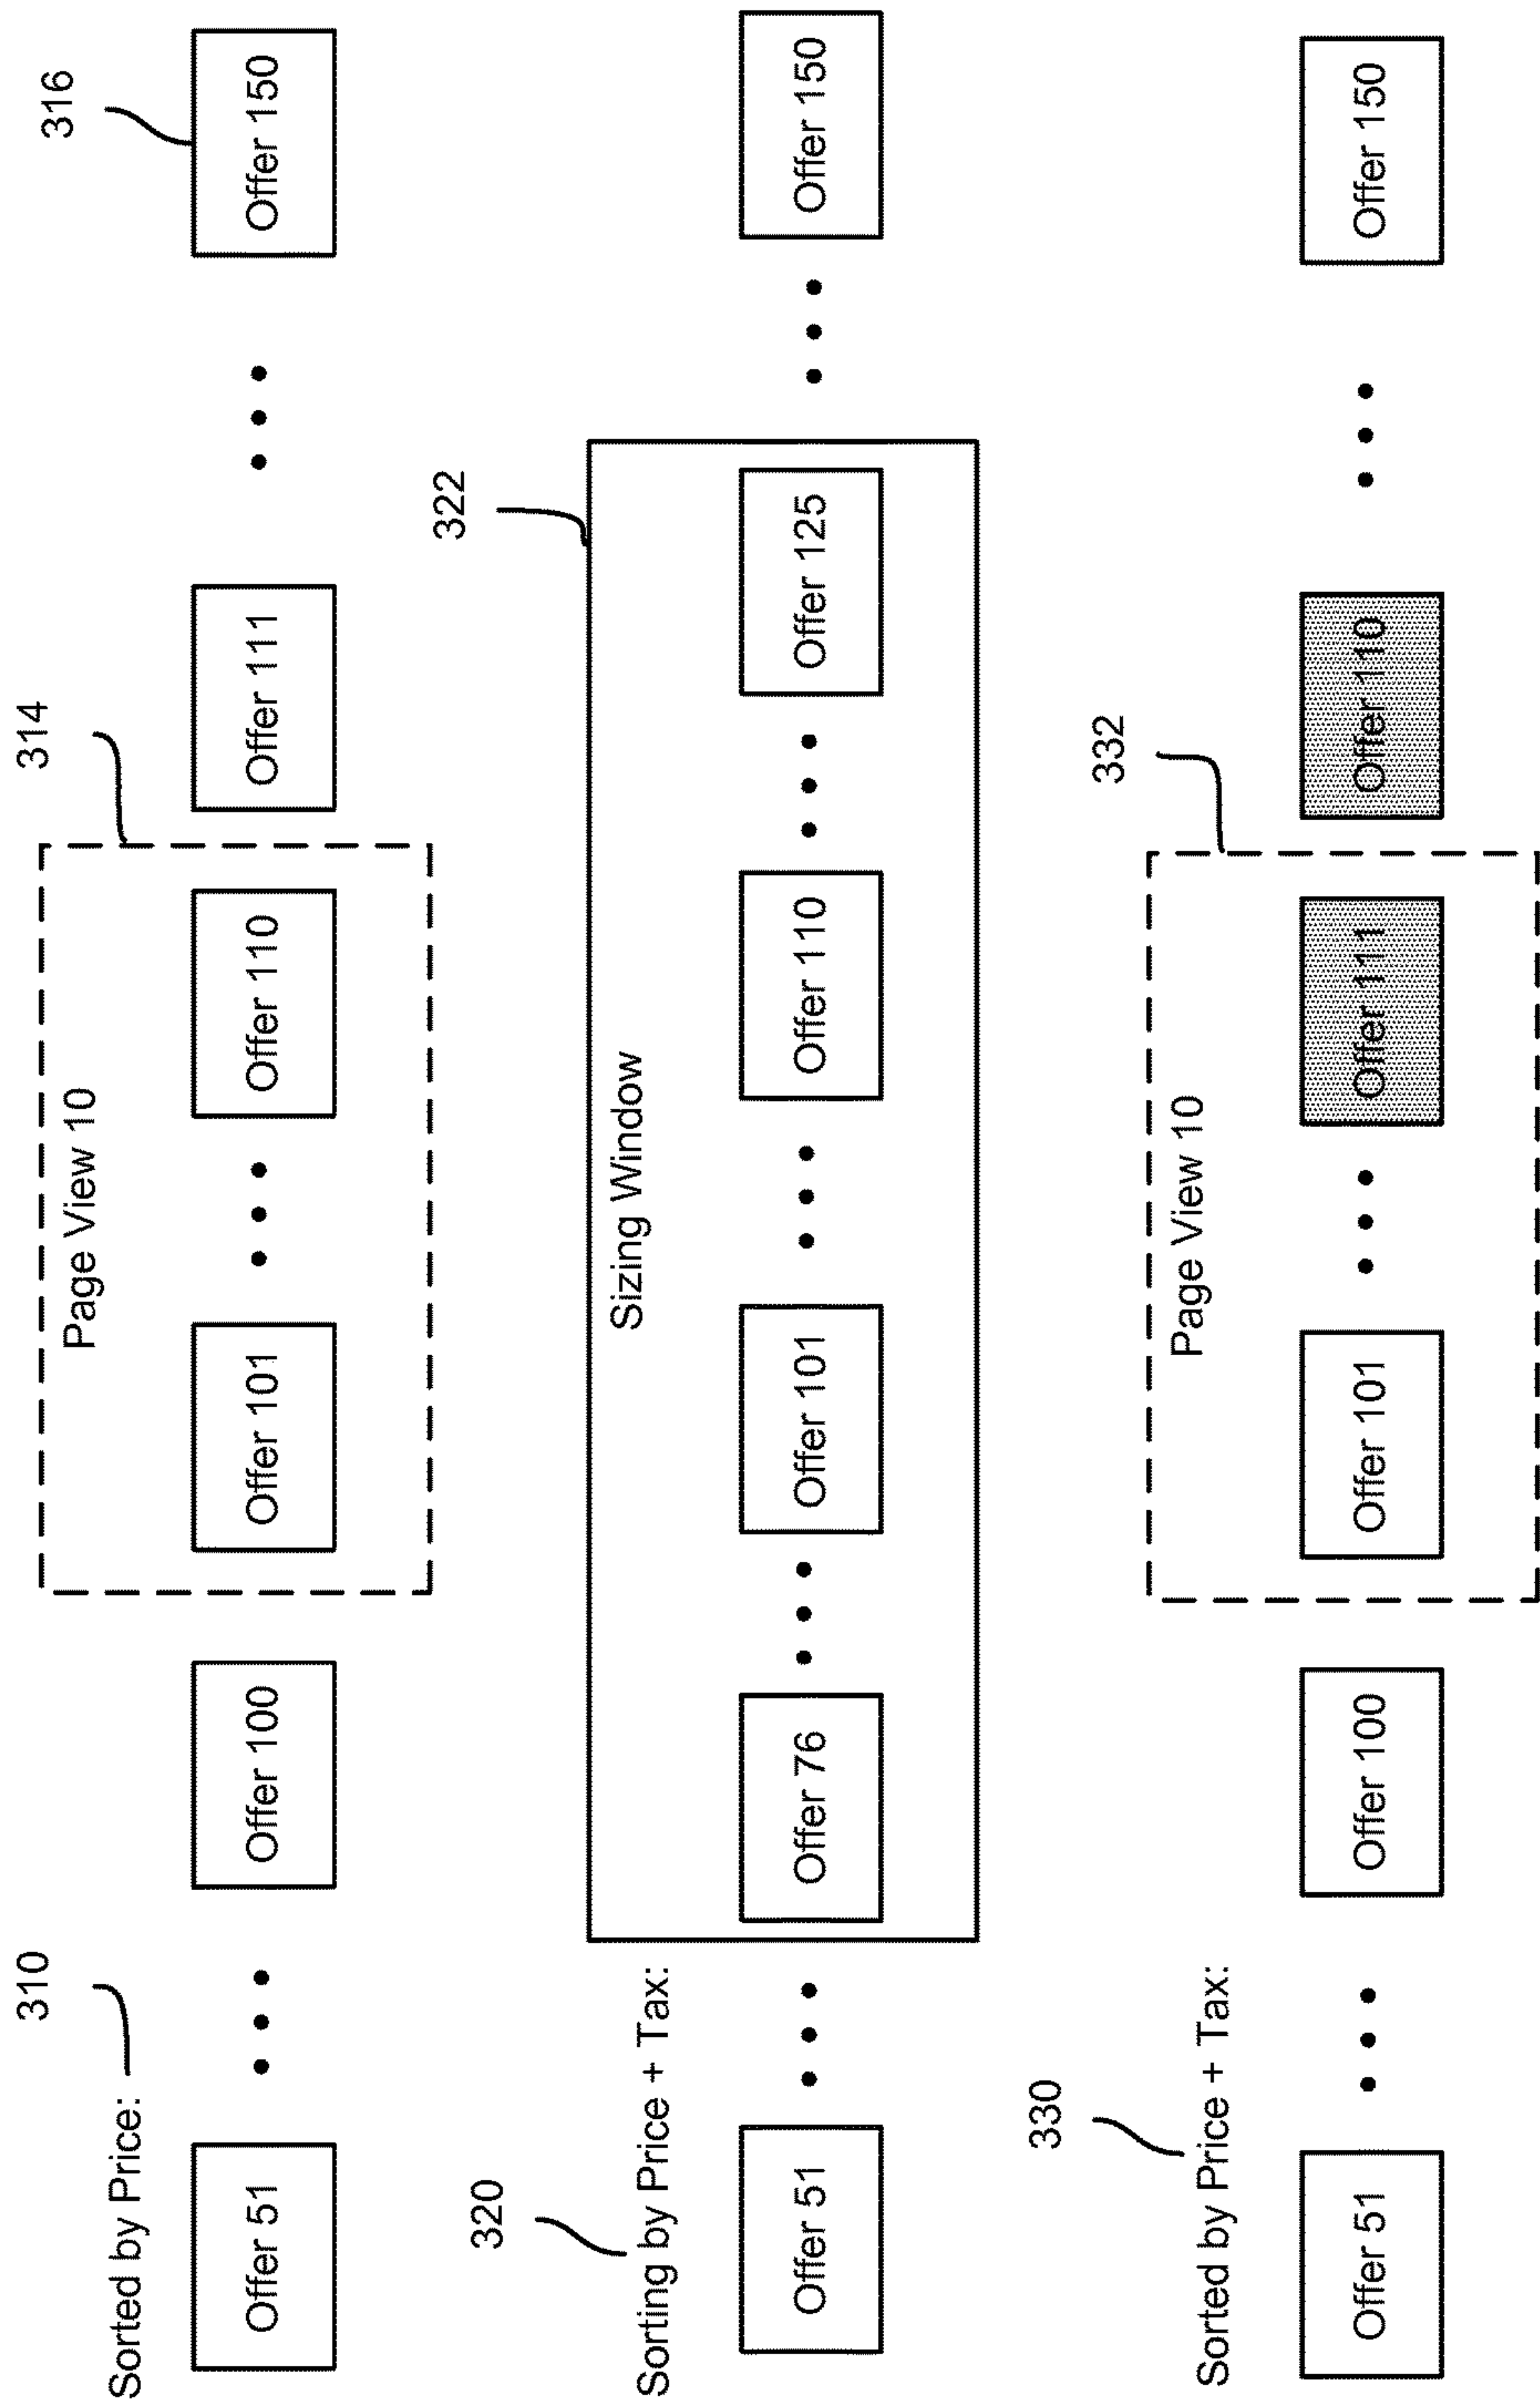 310
Sorted by Price:
314
316
Page View 10
Offer 51
Offer 100
Offer 101
Offer 110
Offer 111
Offer 150
320
322
Sorting by Price + Tax:
Sizing Window
Offer 51
Offer 76
Offer 101
Offer 110
Offer 125
Offer 150
330
332
Sorted by Price + Tax:
Page View 10
Offer 51
Offer 100
Offer 101
Offer 111
Offer 110
Offer 150